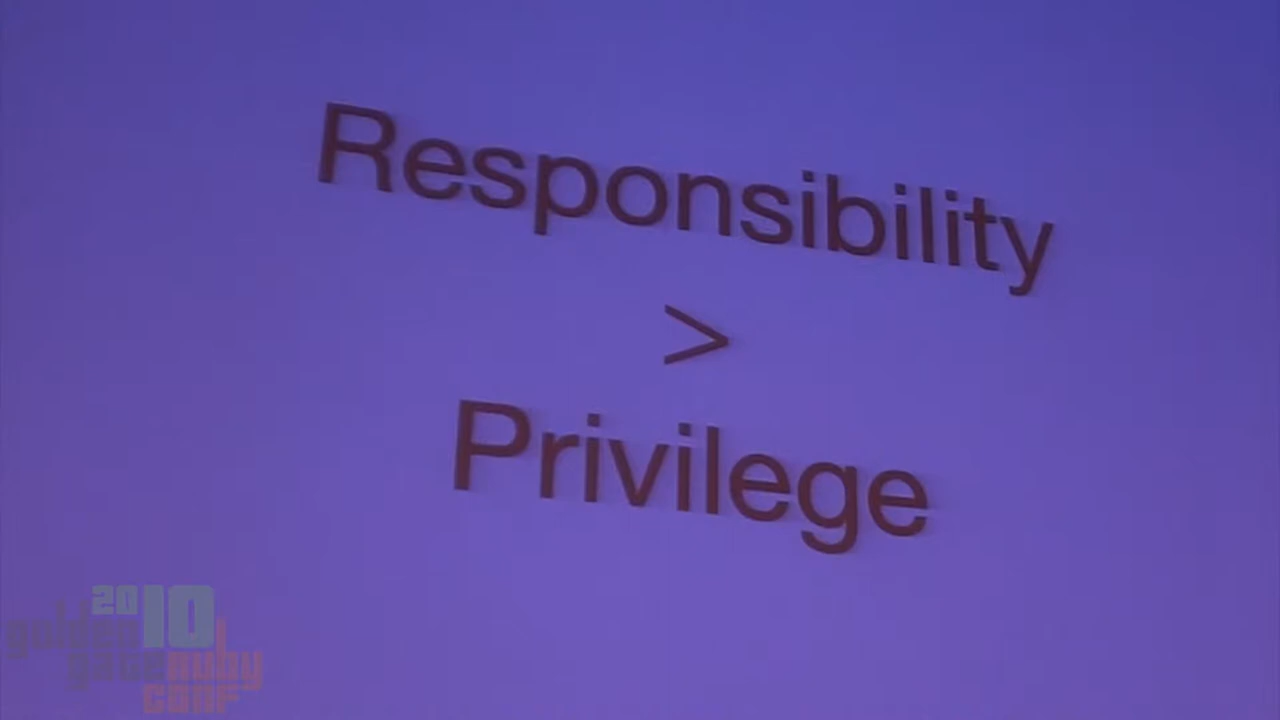 Responsibility
>
Privilege
2010
golden
gate ruby
conf